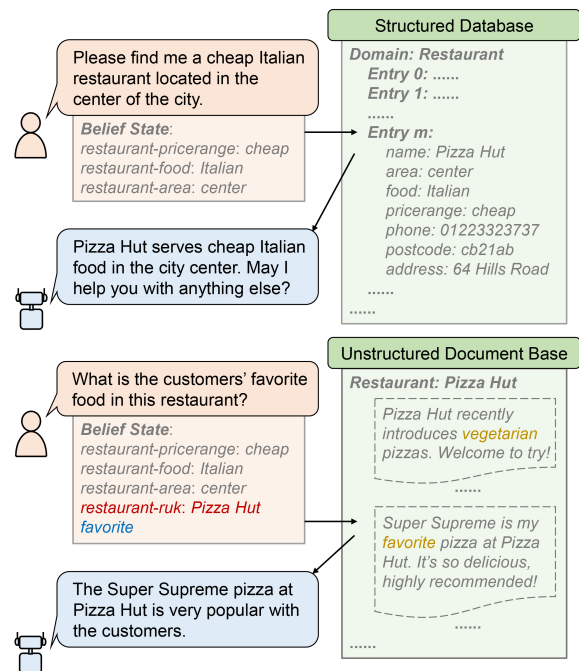 Structured Database
Please find me a cheap Italian
restaurant located in the
center of the city.
Belief State:
restaurant-pricerange: cheap
restaurant-food: Italian
restaurant-area: center
Domain: Restaurant
Entry 0: ......
Entry 1: ......
......
Entry m:
name: Pizza Hut
area: center
food: Italian
pricerange: cheap
phone: 01223323737
postcode: cb21ab
address: 64 Hills Road
......
......
Pizza Hut serves cheap Italian
food in the city center. May I
help you with anything else?
Unstructured Document Base
What is the customers' favorite
food in this restaurant?
Belief State:
restaurant-pricerange: cheap
restaurant-food: Italian
restaurant-area: center
restaurant-ruk: Pizza Hut
favorite
Restaurant: Pizza Hut
Pizza Hut recently
introduces vegetarian
pizzas. Welcome to try!
......
Super Supreme is my
favorite pizza at Pizza
Hut. It's so delicious,
highly recommended!
......
......
The Super Supreme pizza at
Pizza Hut is very popular with
the customers.